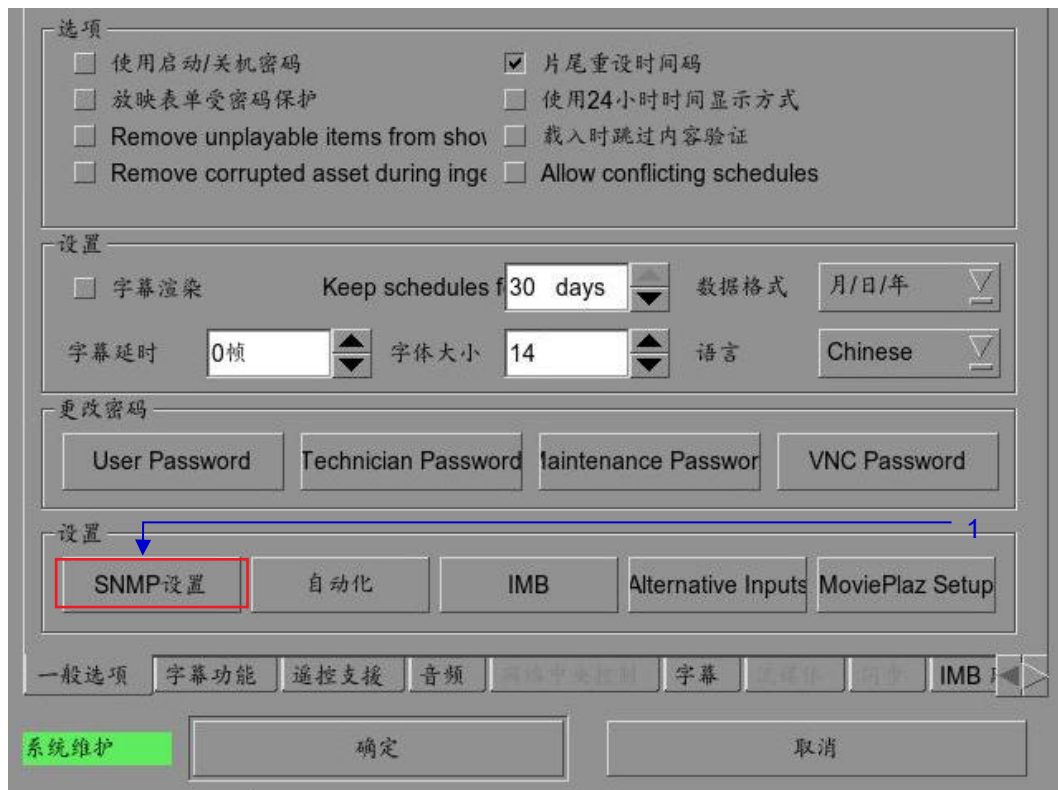 选项
使用启动/关机密码
片尾重设时间码
放映表单受密码保护
使用24小时时间显示方式
Remove unplayable items from show
载入时跳过内容验证
Remove corrupted asset during inge
Allow conflicting schedules
设置
字幕渲染
Keep schedules f
30 days
数据格式
月/日/年
字幕延时
0帧
字体大小
14
语言
Chinese
更改密码
User Password
Technician Password
Maintenance Passwor
VNC Password
设置
1
SNMP设置
自动化
IMB
Alternative Inputs
MoviePlaz Setup
一般选项
字幕功能
遥控支援
音频
字幕
流媒体
同步
IMB
系统维护
确定
取消